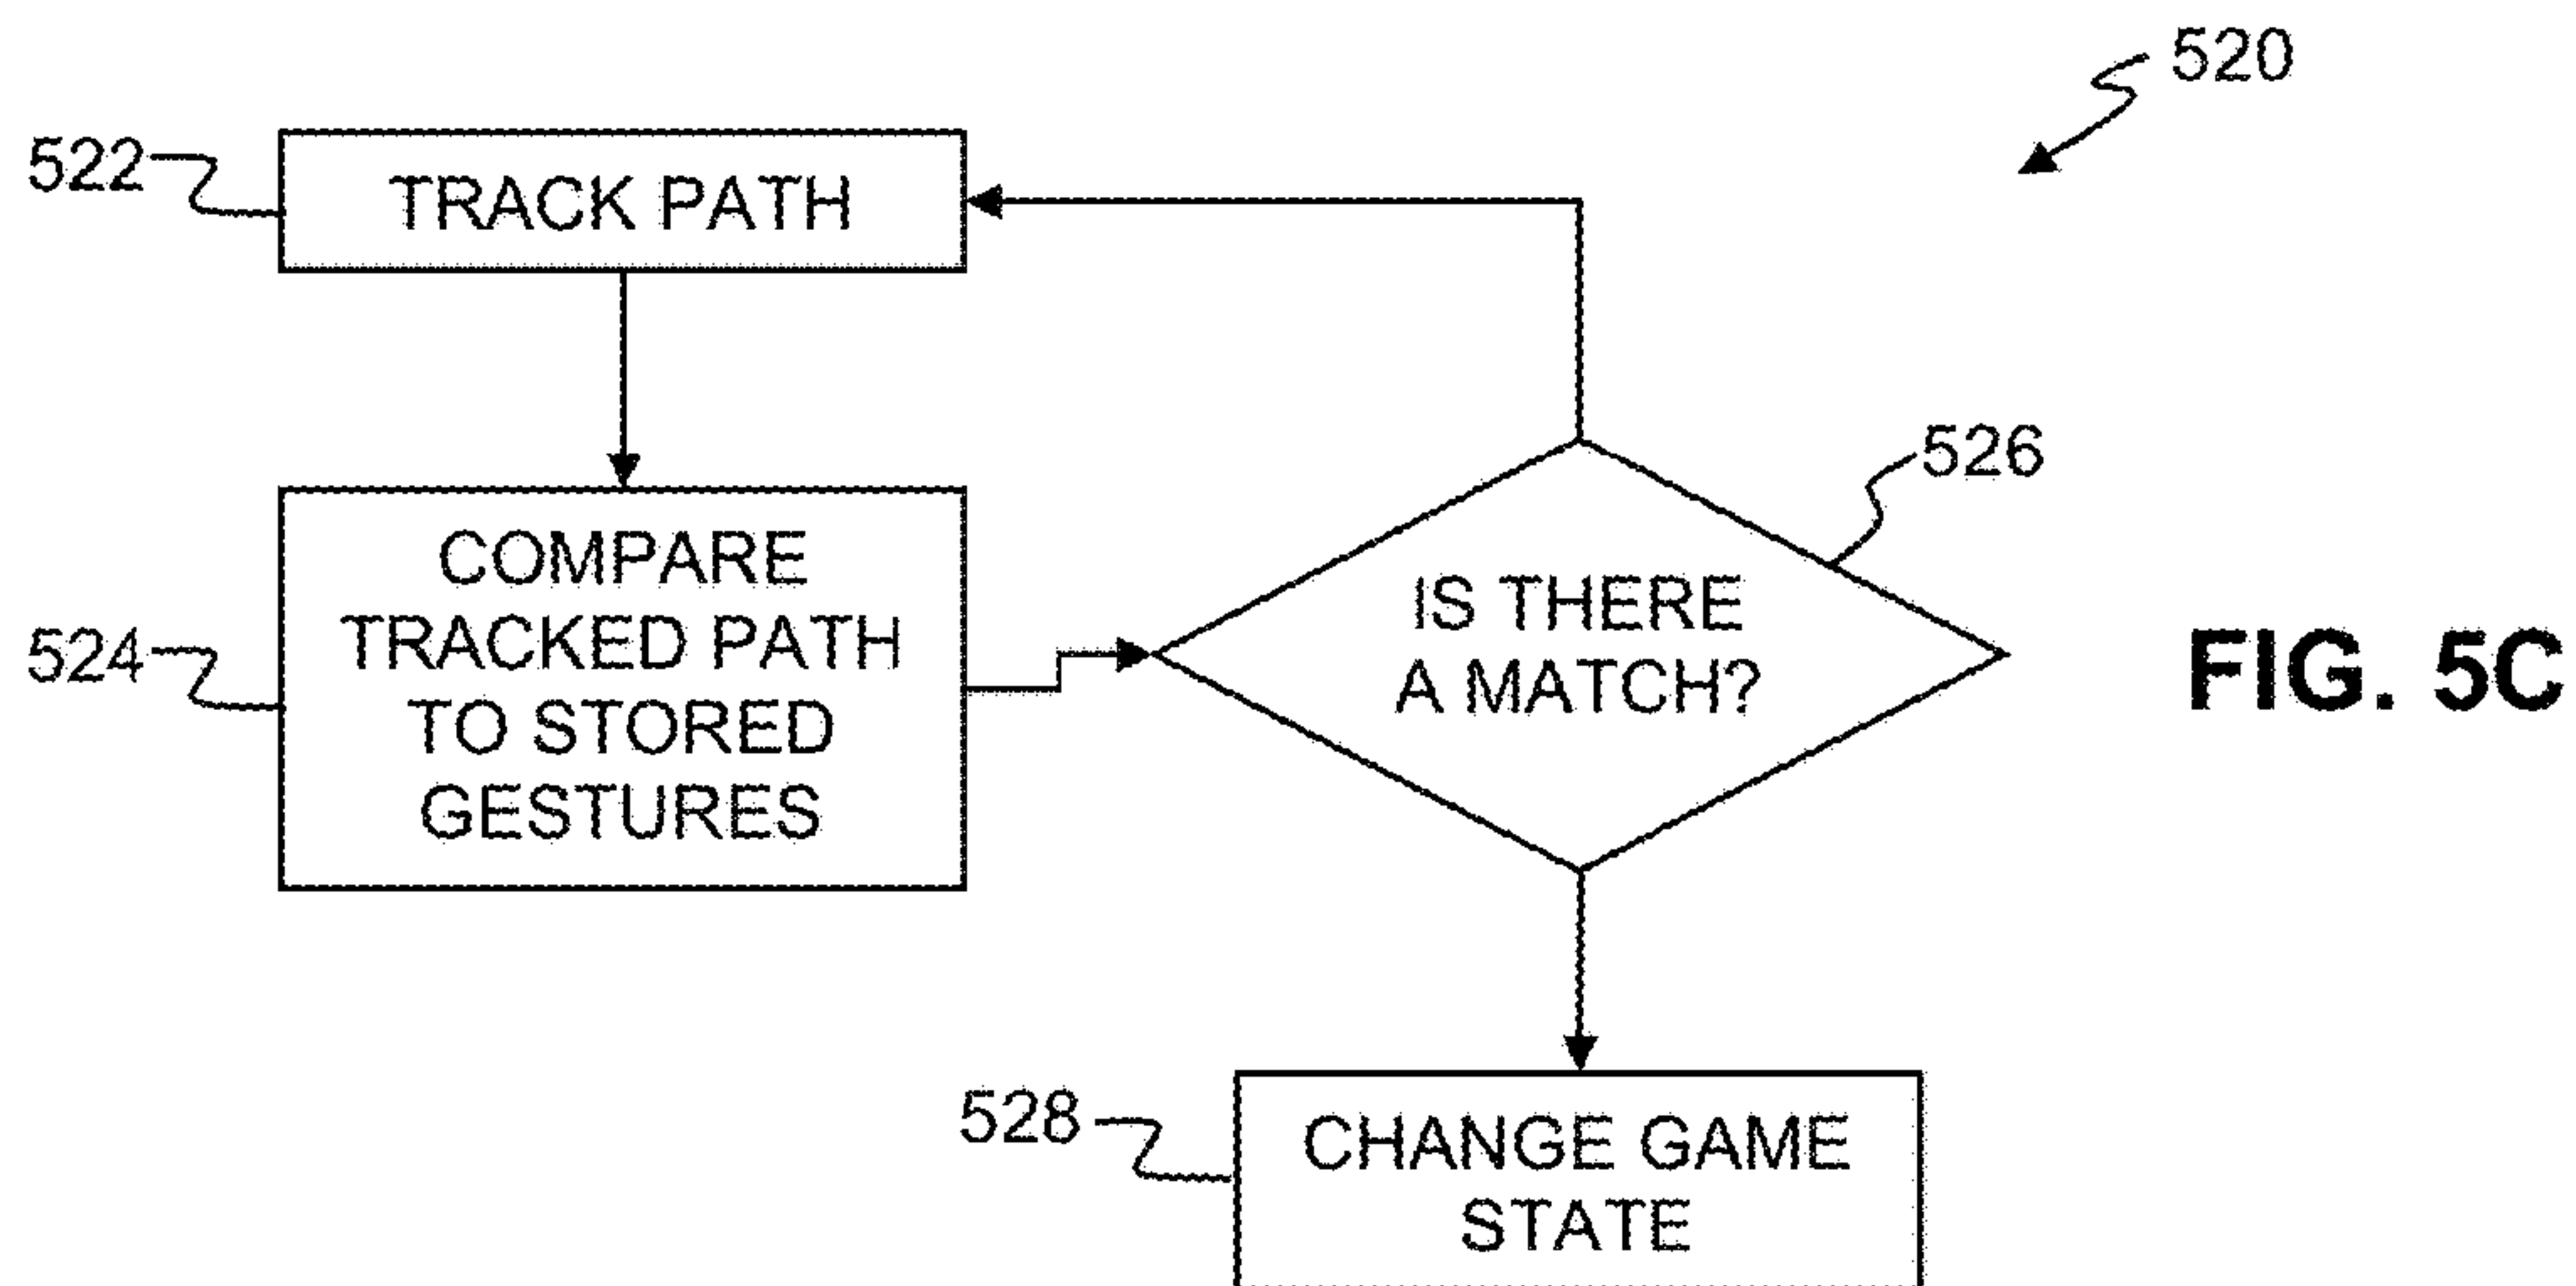 520
522
TRACK PATH
526
COMPARE
TRACKED PATH
TO STORED
GESTURES
524
IS THERE
A MATCH?
FIG. 5C
528
CHANGE GAME
STATE